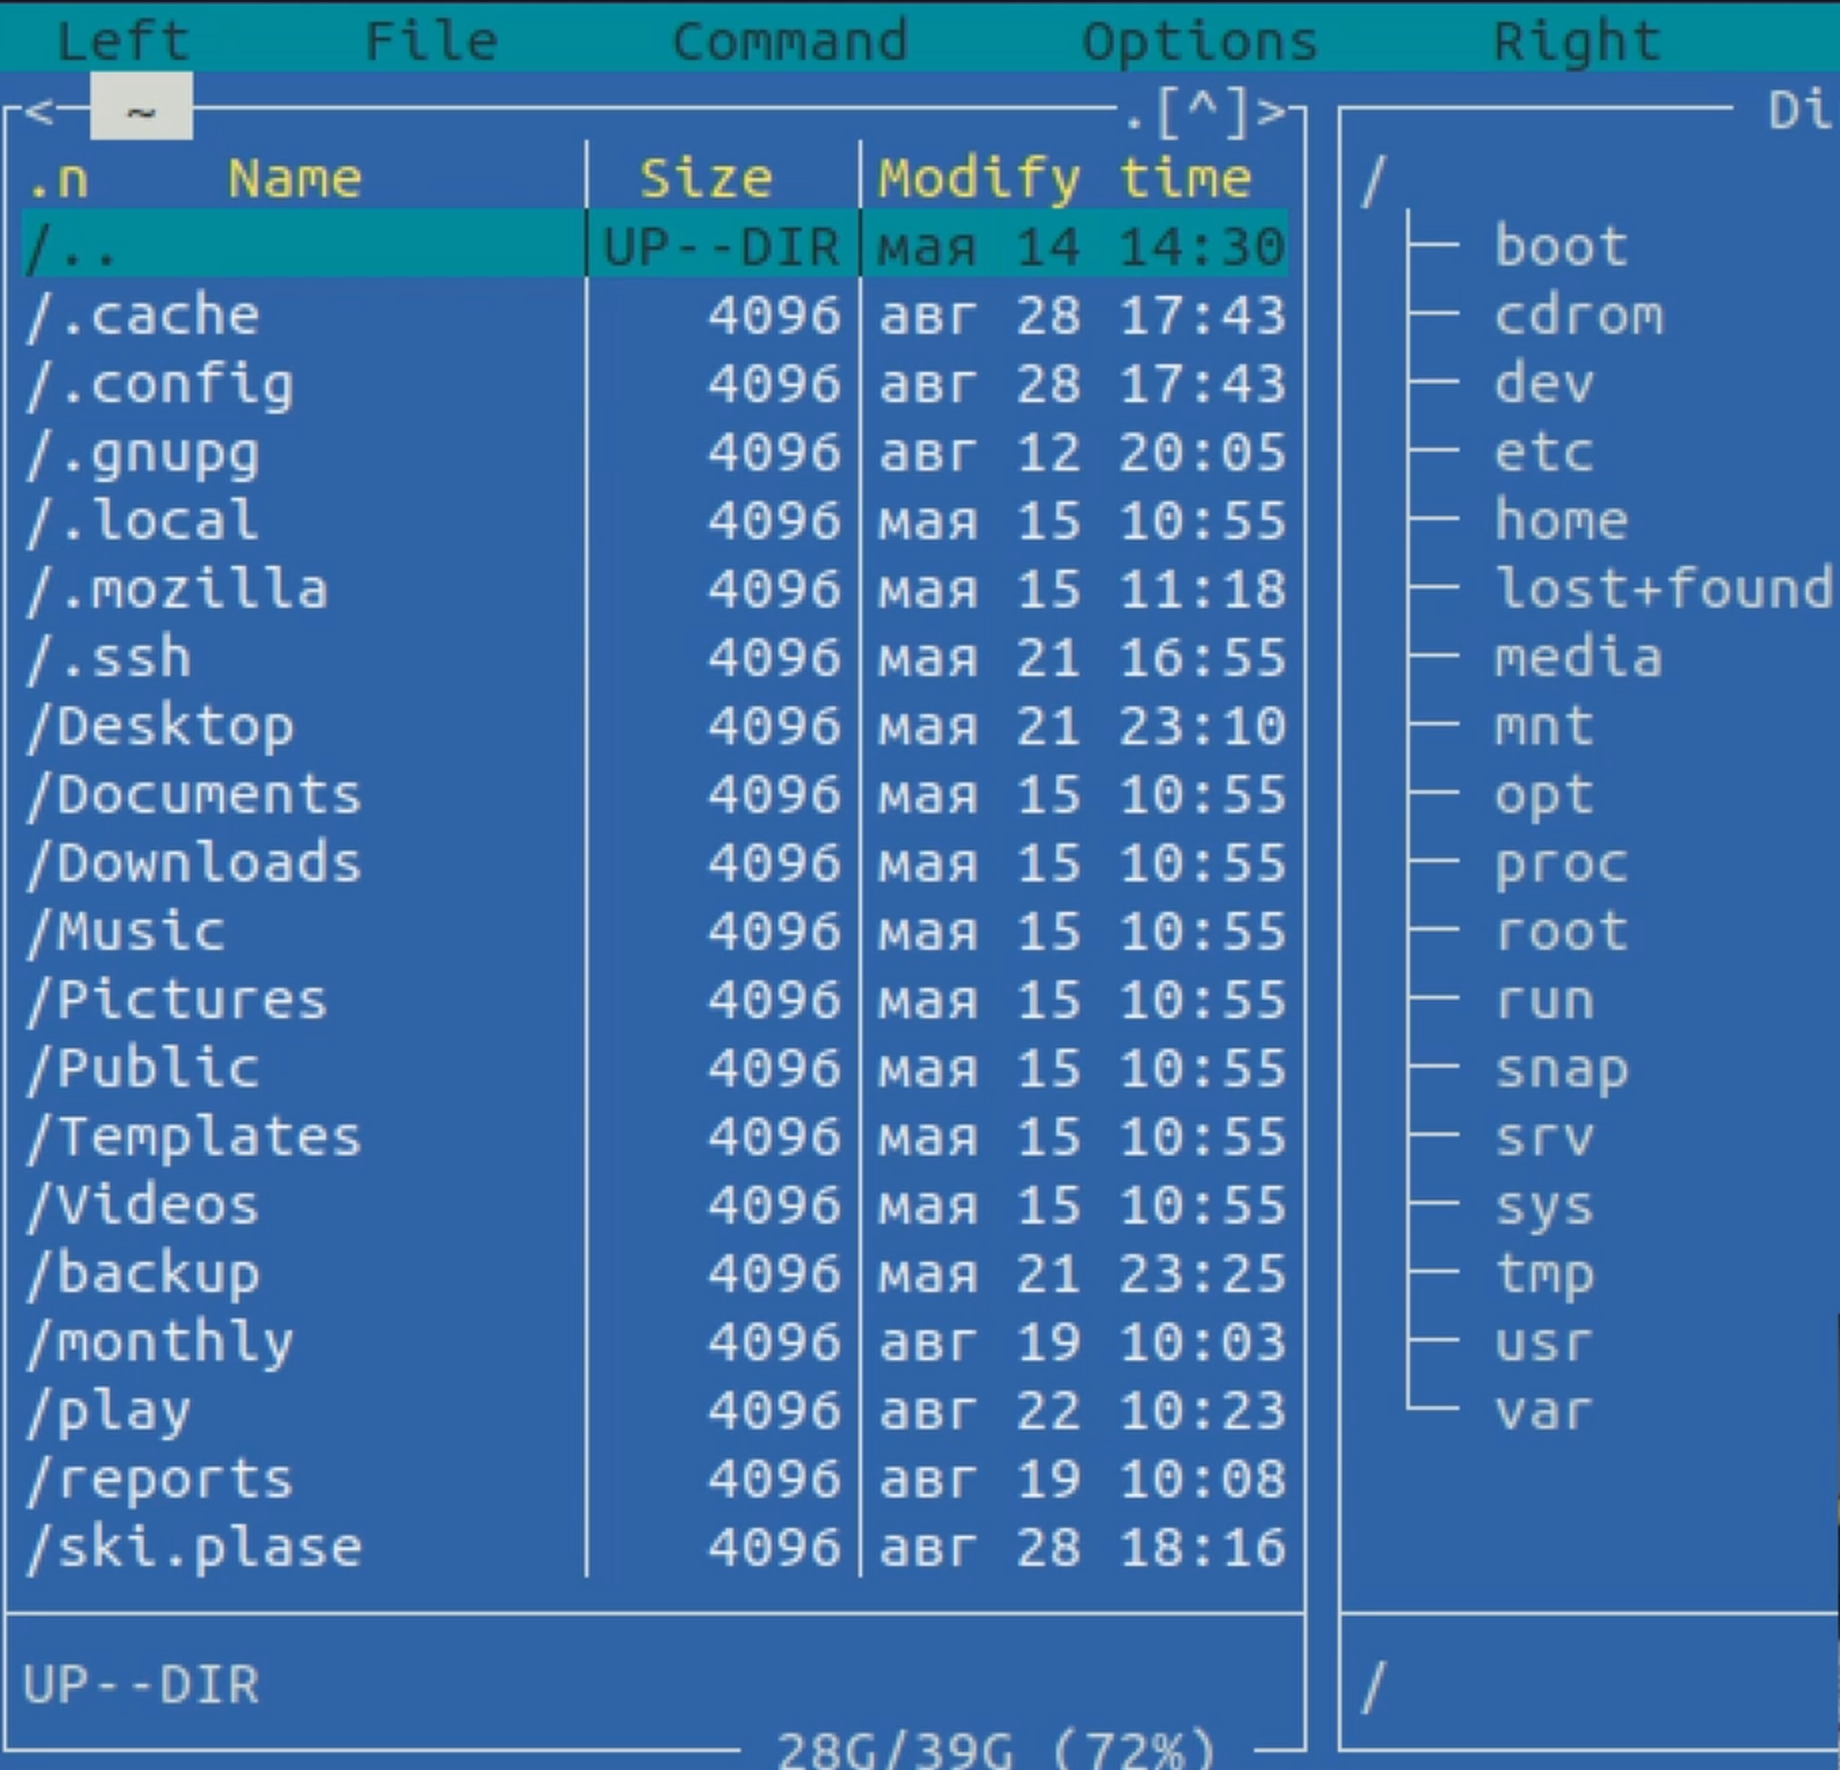 Left File Command Options Right
<- ~ .[^]> Di
.n Name Size Modify time /
/.. UP--DIR мая 14 14:30 boot
/.cache 4096 авг 28 17:43 cdrom
/.config 4096 авг 28 17:43 dev
/.gnupg 4096 авг 12 20:05 etc
/.local 4096 мая 15 10:55 home
/.mozilla 4096 мая 15 11:18 lost+found
/.ssh 4096 мая 21 16:55 media
/Desktop 4096 мая 21 23:10 mnt
/Documents 4096 мая 15 10:55 opt
/Downloads 4096 мая 15 10:55 proc
/Music 4096 мая 15 10:55 root
/Pictures 4096 мая 15 10:55 run
/Public 4096 мая 15 10:55 snap
/Templates 4096 мая 15 10:55 srv
/Videos 4096 мая 15 10:55 sys
/backup 4096 мая 21 23:25 tmp
/monthly 4096 авг 19 10:03 usr
/play 4096 авг 22 10:23 var
/reports 4096 авг 19 10:08
/ski.plase 4096 авг 28 18:16
UP--DIR /
28G/39G (72%)